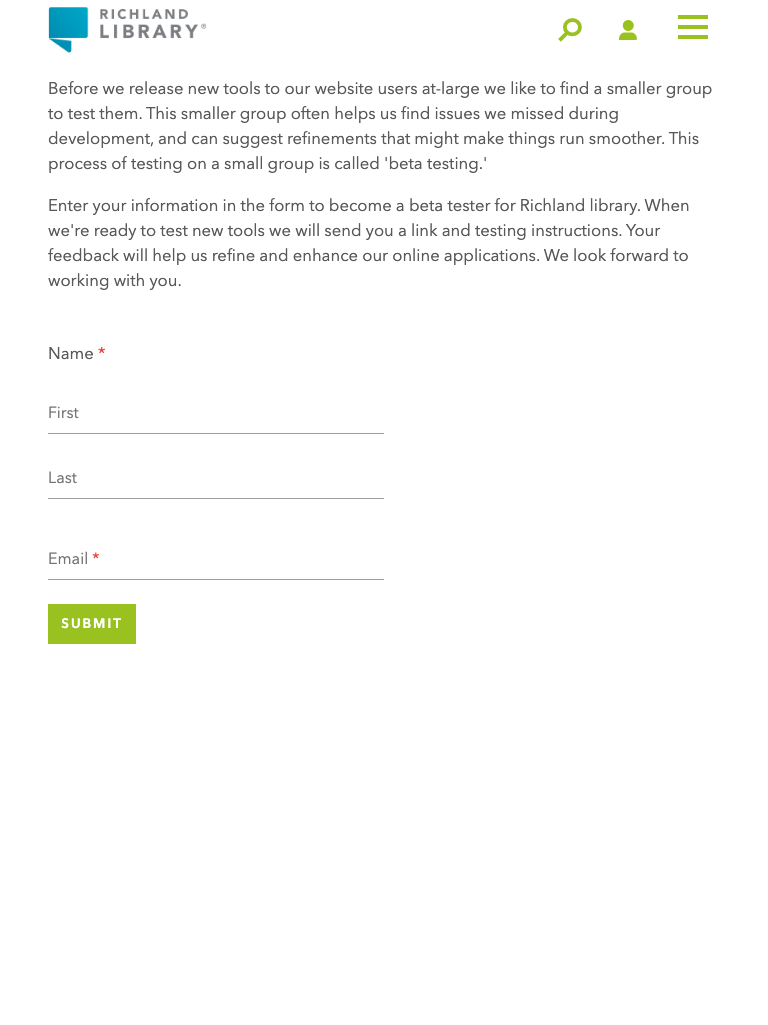 RICHLAND
LIBRARY®
Before we release new tools to our website users at-large we like to find a smaller group
to test them. This smaller group often helps us find issues we missed during
development, and can suggest refinements that might make things run smoother. This
process of testing on a small group is called 'beta testing.'
Enter your information in the form to become a beta tester for Richland library. When
we're ready to test new tools we will send you a link and testing instructions. Your
feedback will help us refine and enhance our online applications. We look forward to
working with you.
Name *
First
Last
Email *
SUBMIT